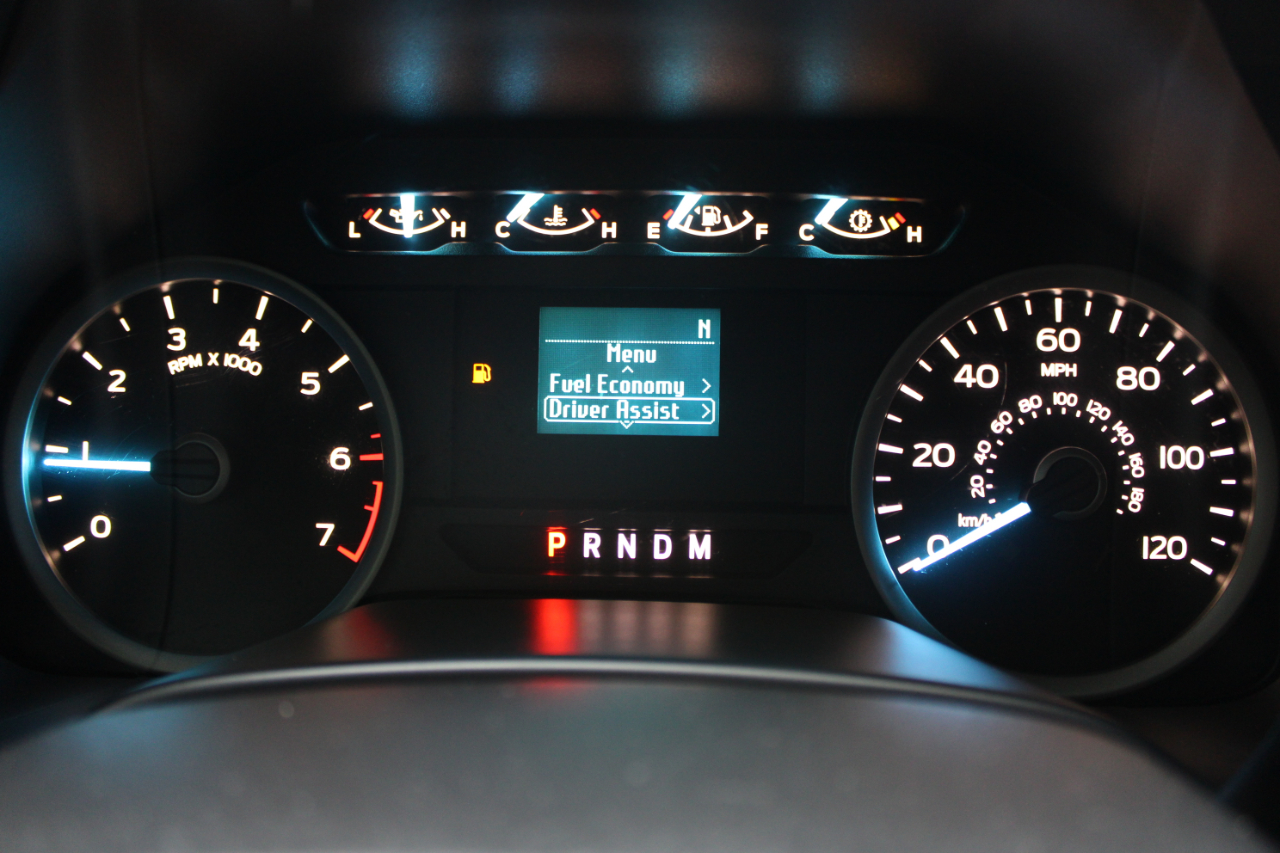 L H C H E F C H
0 1 2 3 4 5 6 7
RPM X 1000
N
Menu
Fuel Economy >
Driver Assist >
P R N D M
0 20 40 60 80 100 120
MPH
20 40 60 80 100 120 140 160 180
km/h